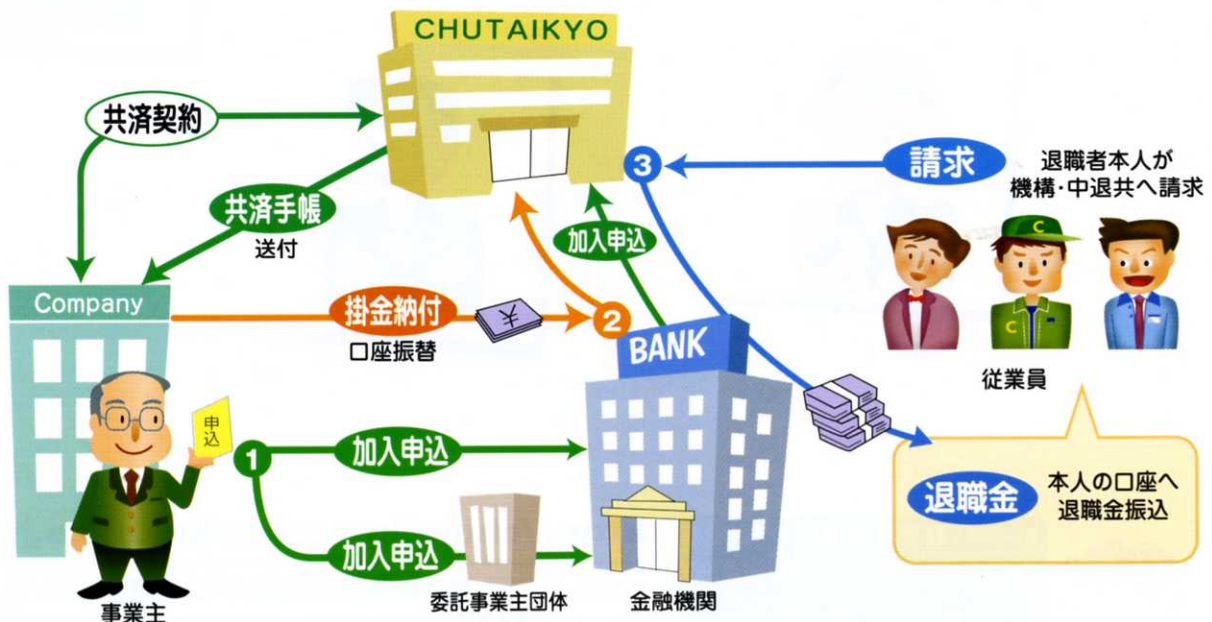 CHUTAIKYO
共済契約
共済手帳
送付
3
請求
退職者本人が
機構・中退共へ請求
C
C
従業員
加入申込
Company
掛金納付
口座振替
¥
2
BANK
申込
1
加入申込
加入申込
委託事業主団体
金融機関
事業主
退職金
本人の口座へ
退職金振込